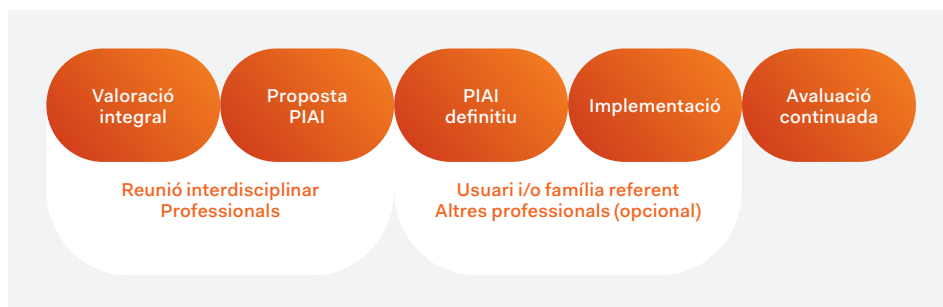 Valoració
integral
Proposta
PIAI
PIAI
definitiu
Implementació
Avaluació
continuada
Reunió interdisciplinar
Professionals
Usuari i/o família referent
Altres professionals (opcional)